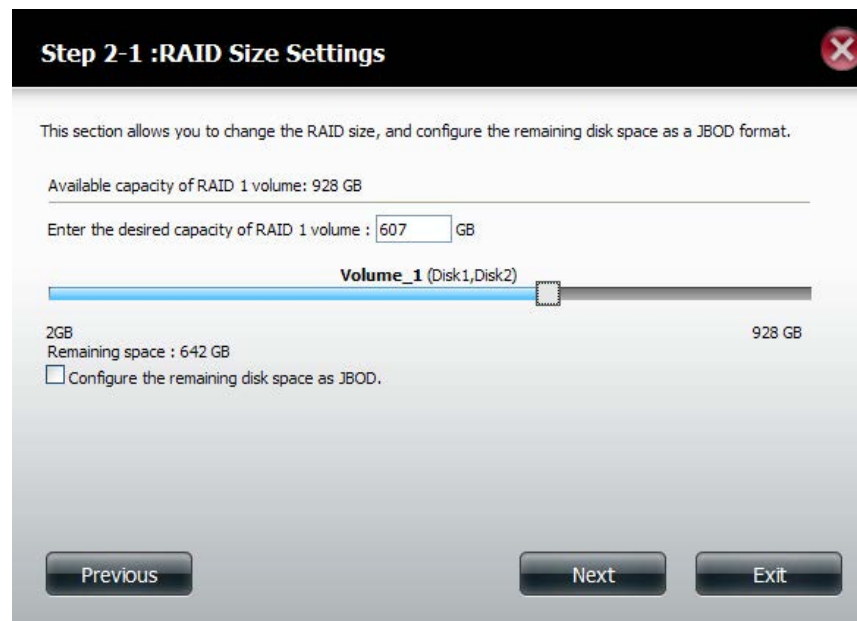 Step 2-1 :RAID Size Settings
This section allows you to change the RAID size, and configure the remaining disk space as a JBOD format.
Available capacity of RAID 1 volume: 928 GB
Enter the desired capacity of RAID 1 volume : 607 GB
Volume_1 (Disk1,Disk2)
2GB 928 GB
Remaining space : 642 GB
Configure the remaining disk space as JBOD.
Previous Next Exit